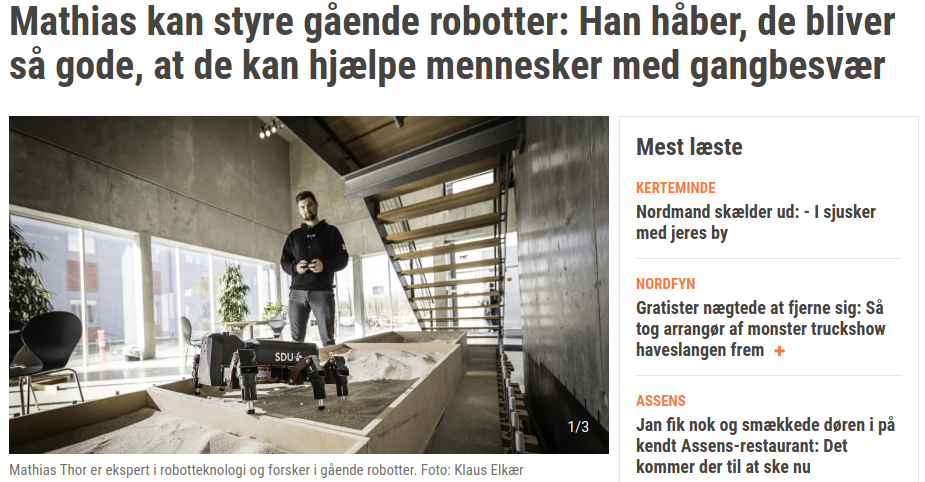 Mathias kan styre gående robotter: Han håber, de bliver
så gode, at de kan hjælpe mennesker med gangbesvær
SDU
1/3
Mathias Thor er ekspert i robotteknologi og forsker i gående robotter. Foto: Klaus Elkær
Mest læste
KERTEMINDE
Nordmand skælder ud: - I sjusker
med jeres by
NORDFYN
Gratister nægtede at fjerne sig: Så
tog arrangør af monster truckshow
haveslangen frem +
ASSENS
Jan fik nok og smækkede døren i på
kendt Assens-restaurant: Det
kommer der til at ske nu